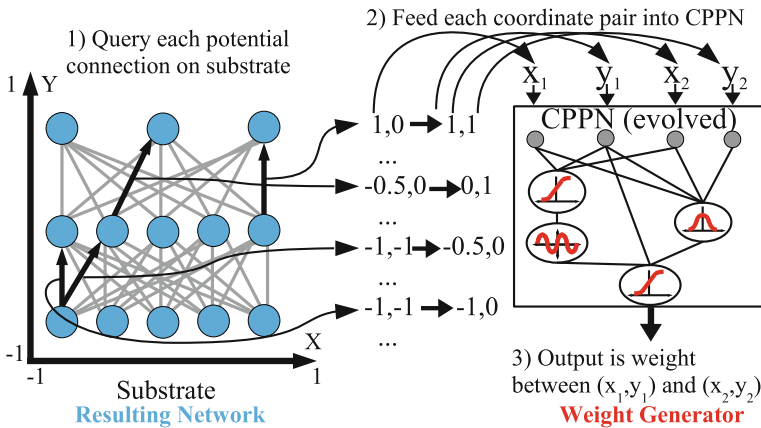 1) Query each potential
connection on substrate
2) Feed each coordinate pair into CPPN
1 Y
x1 y1 x2 y2
CPPN (evolved)
1,0 1,1
...
-0.5,0 0,1
...
-1,-1 -0.5,0
...
-1,-1 -1,0
...
-1
X
-1
1
Substrate
Resulting Network
3) Output is weight
between (x1,y1) and (x2,y2)
Weight Generator